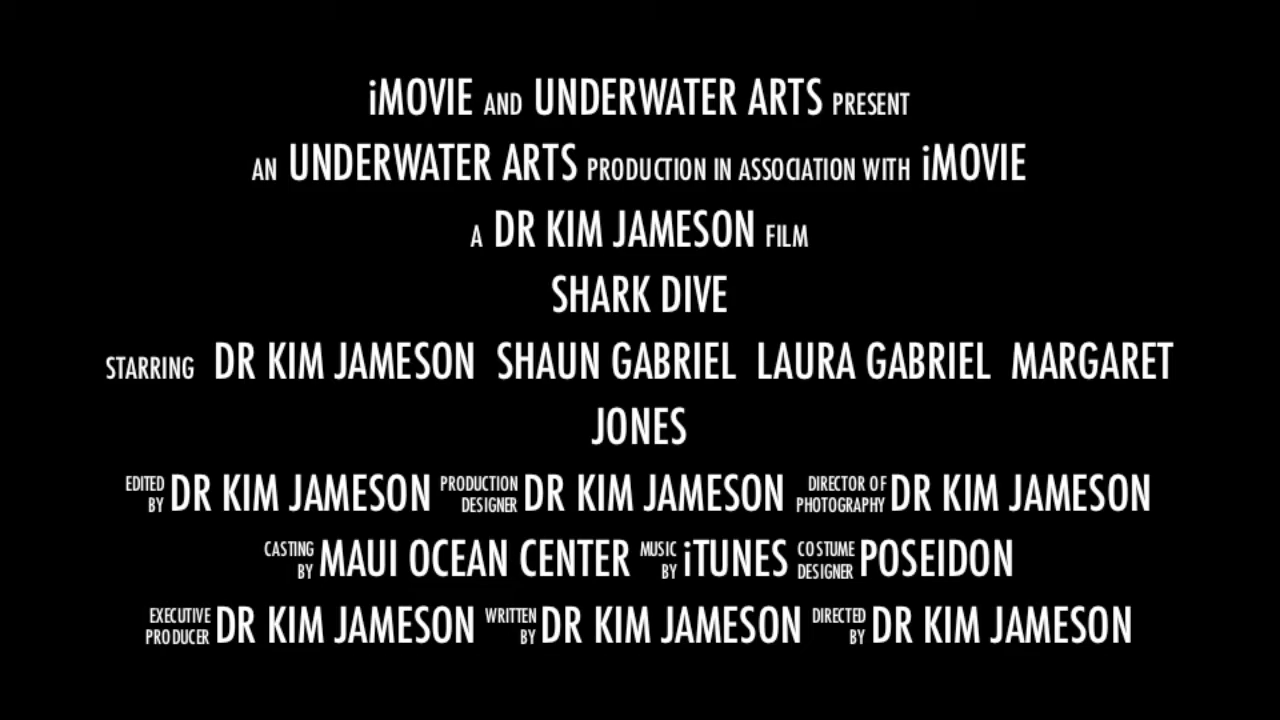 iMOVIE AND UNDERWATER ARTS PRESENT
AN UNDERWATER ARTS PRODUCTION IN ASSOCIATION WITH iMOVIE
A DR KIM JAMESON FILM
SHARK DIVE
STARRING DR KIM JAMESON SHAUN GABRIEL LAURA GABRIEL MARGARET
JONES
EDITED BY DR KIM JAMESON PRODUCTION DESIGNER DR KIM JAMESON DIRECTOR OF PHOTOGRAPHY DR KIM JAMESON
CASTING BY MAUI OCEAN CENTER MUSIC BY iTUNES COSTUME DESIGNER POSEIDON
EXECUTIVE PRODUCER DR KIM JAMESON WRITTEN BY DR KIM JAMESON DIRECTED BY DR KIM JAMESON